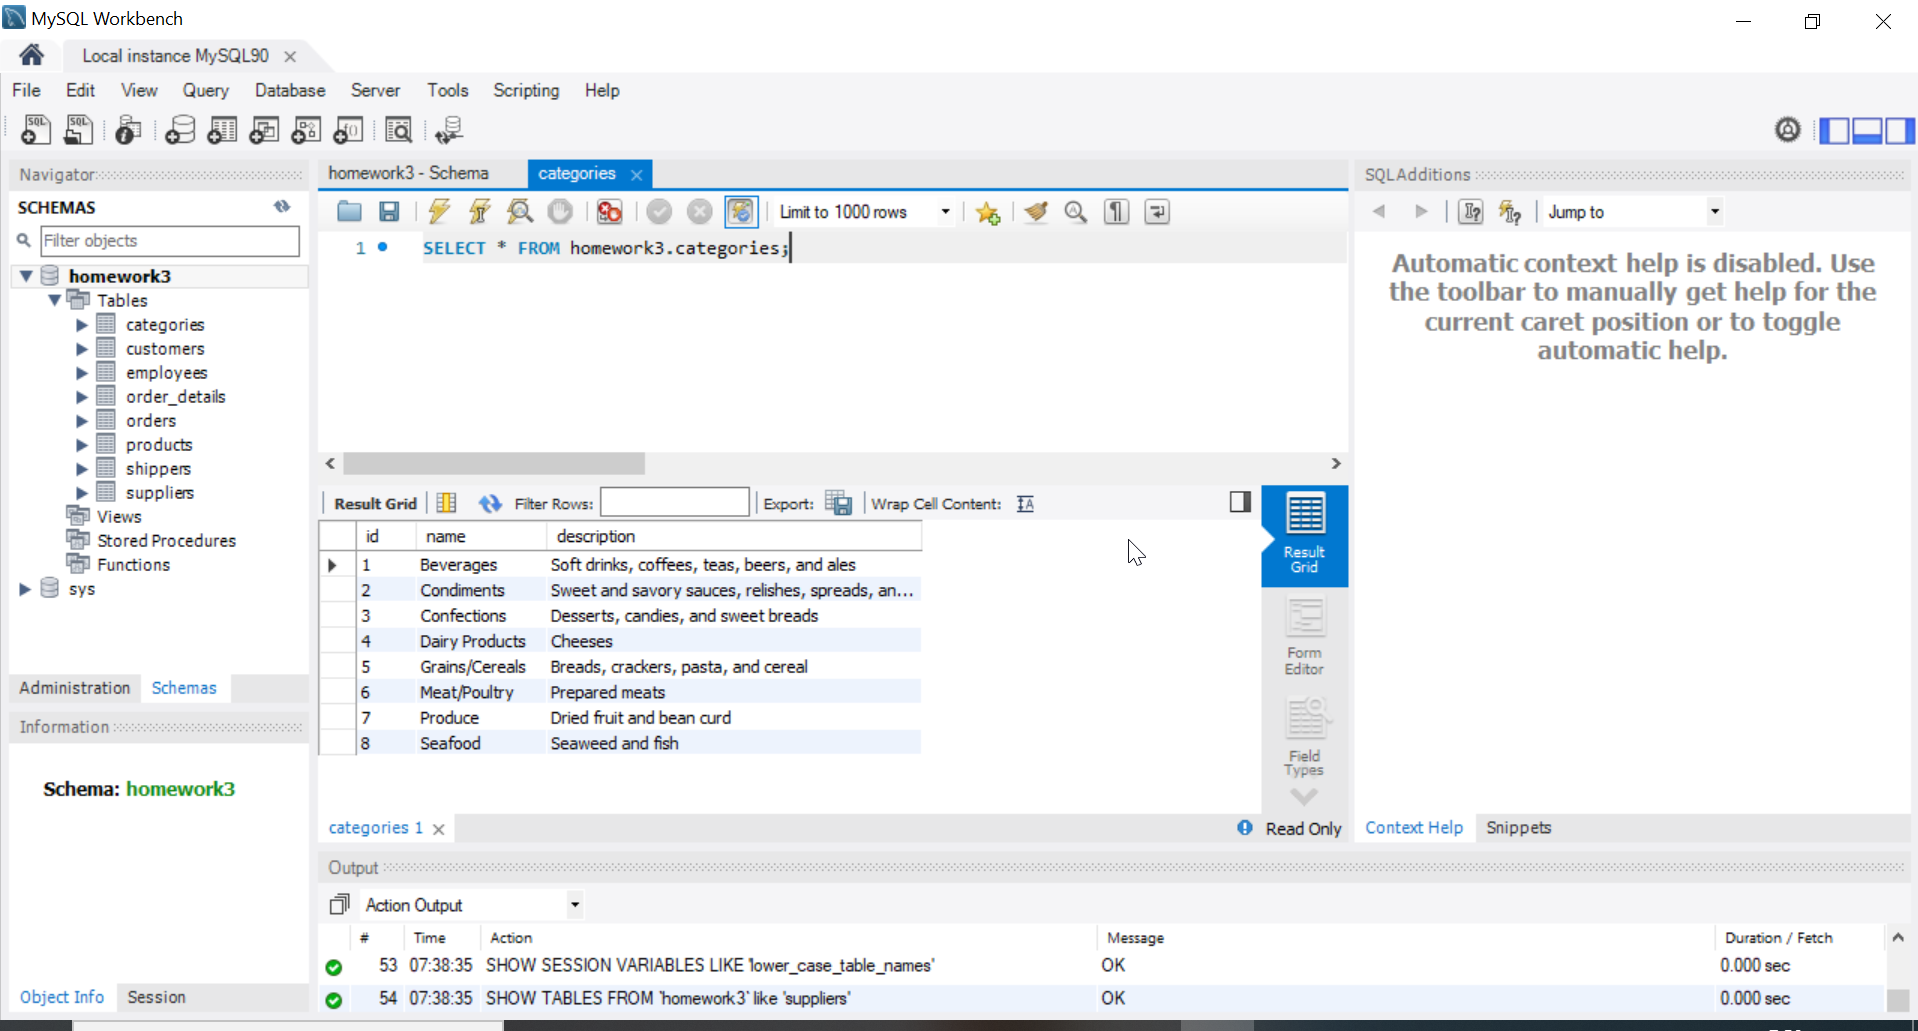 MySQL Workbench
Local instance MySQL90
File Edit View Query Database Server Tools Scripting Help
Navigator
SCHEMAS
Filter objects
homework3
Tables
categories
customers
employees
order_details
orders
products
shippers
suppliers
Views
Stored Procedures
Functions
sys
Administration Schemas
Information
Schema: homework3
Object Info Session
homework3 - Schema categories
Limit to 1000 rows
1 SELECT * FROM homework3.categories;
Result Grid Filter Rows: Export: Wrap Cell Content:
id name description
1 Beverages Soft drinks, coffees, teas, beers, and ales
2 Condiments Sweet and savory sauces, relishes, spreads, an...
3 Confections Desserts, candies, and sweet breads
4 Dairy Products Cheeses
5 Grains/Cereals Breads, crackers, pasta, and cereal
6 Meat/Poultry Prepared meats
7 Produce Dried fruit and bean curd
8 Seafood Seaweed and fish
Result
Grid
Form
Editor
Field
Types
categories 1 Read Only
SQLAdditions
Jump to
Automatic context help is disabled. Use
the toolbar to manually get help for the
current caret position or to toggle
automatic help.
Context Help Snippets
Output
Action Output
# Time Action Message Duration / Fetch
53 07:38:35 SHOW SESSION VARIABLES LIKE 'lower_case_table_names' OK 0.000 sec
54 07:38:35 SHOW TABLES FROM `homework3` like 'suppliers' OK 0.000 sec